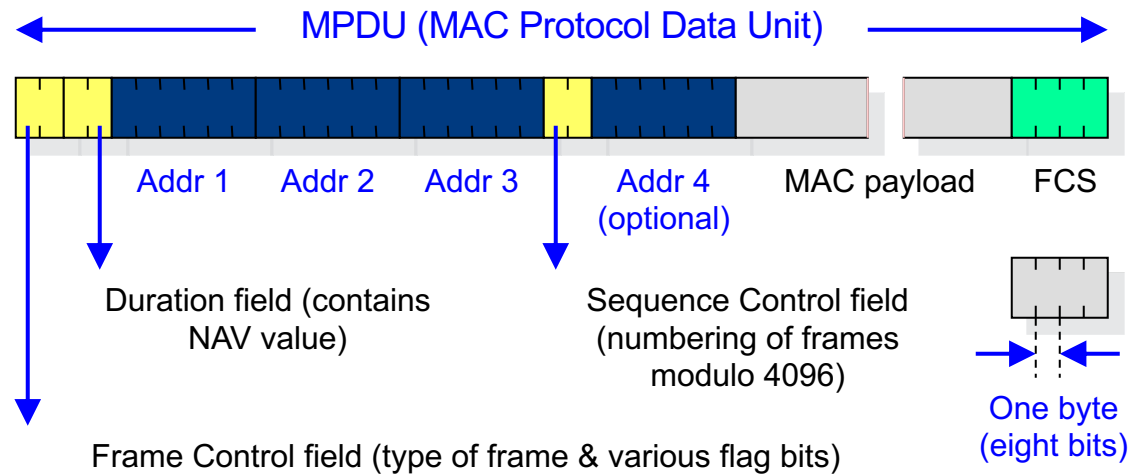 MPDU (MAC Protocol Data Unit)
Addr 1
Addr 2
Addr 3
Addr 4
(optional)
MAC payload
FCS
Duration field (contains
NAV value)
Sequence Control field
(numbering of frames
modulo 4096)
One byte
(eight bits)
Frame Control field (type of frame & various flag bits)